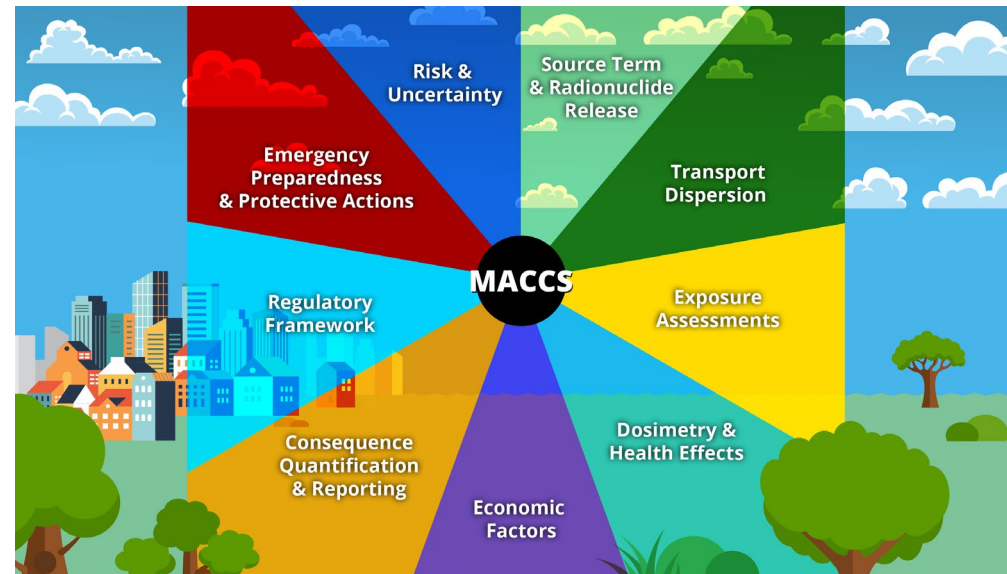 Risk &
Uncertainty
Source Term
& Radionuclide
Release
Emergency
Preparedness
& Protective Actions
Transport
Dispersion
MACCS
Regulatory
Framework
Exposure
Assessments
Consequence
Quantification
& Reporting
Dosimetry &
Health Effects
Economic
Factors